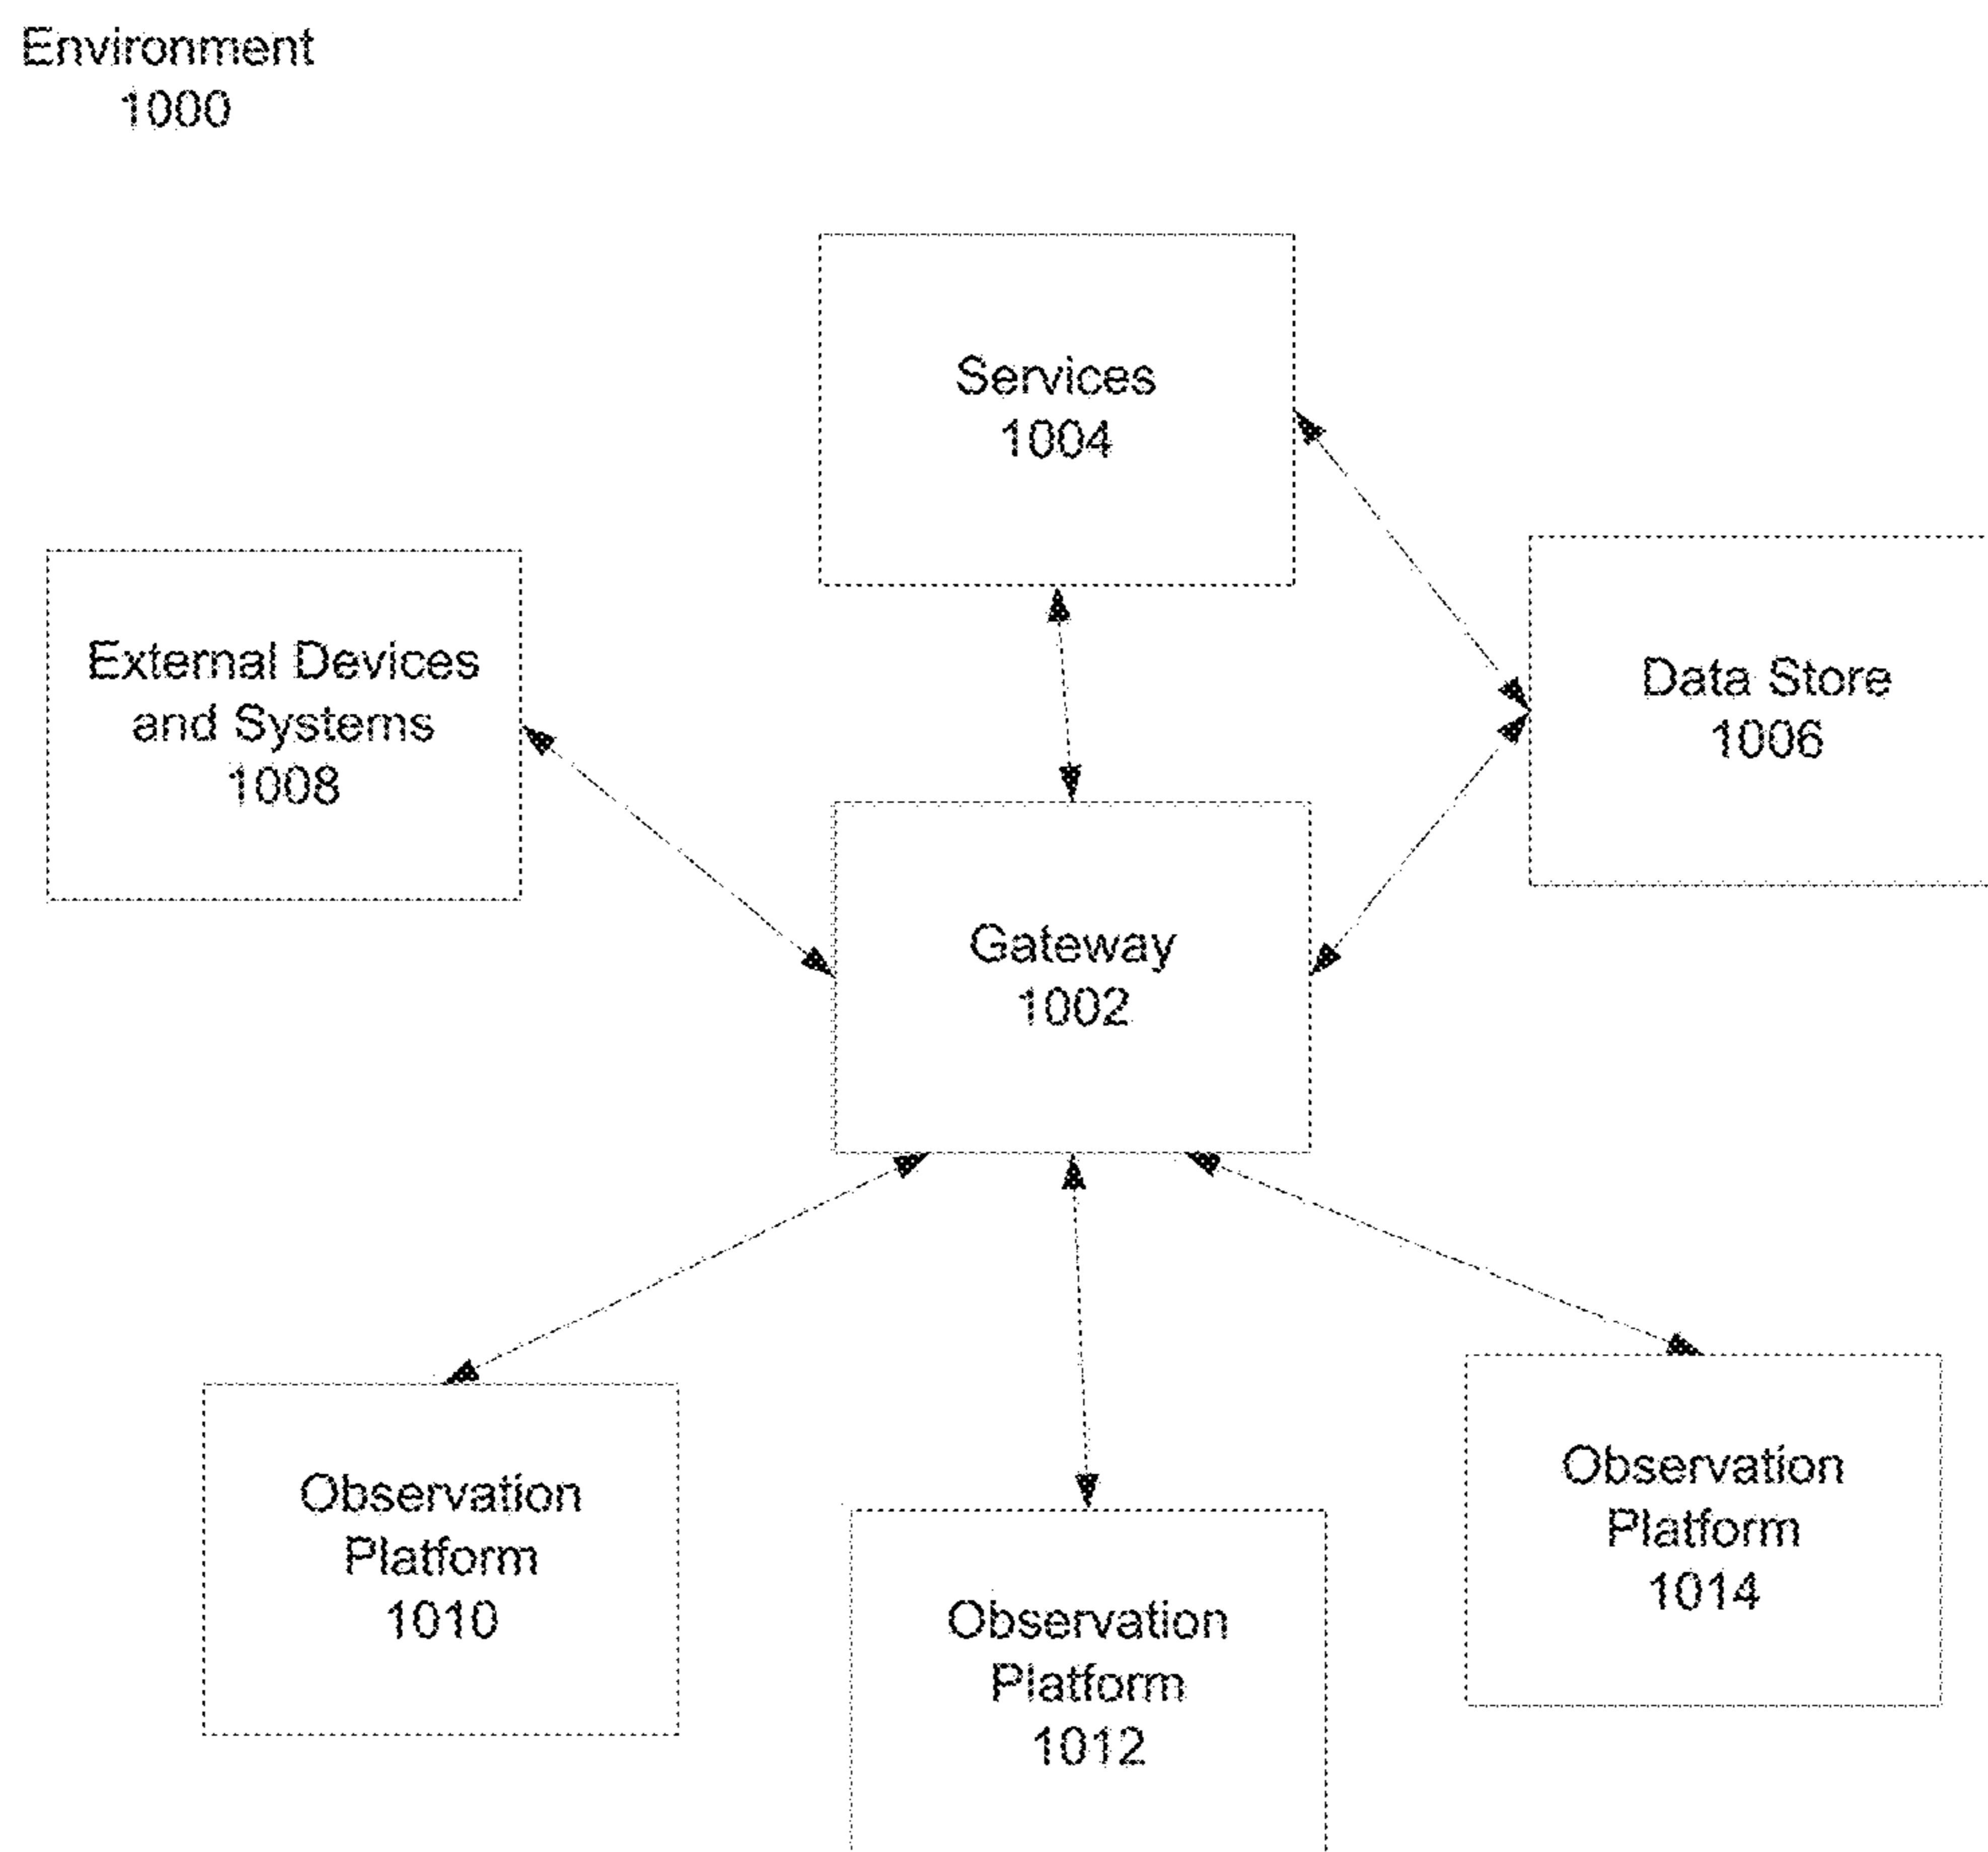 Environment
1000
Services
1004
External Devices
and Systems
1008
Data Store
1006
Gateway
1002
Observation
Platform
1010
Observation
Platform
1012
Observation
Platform
1014